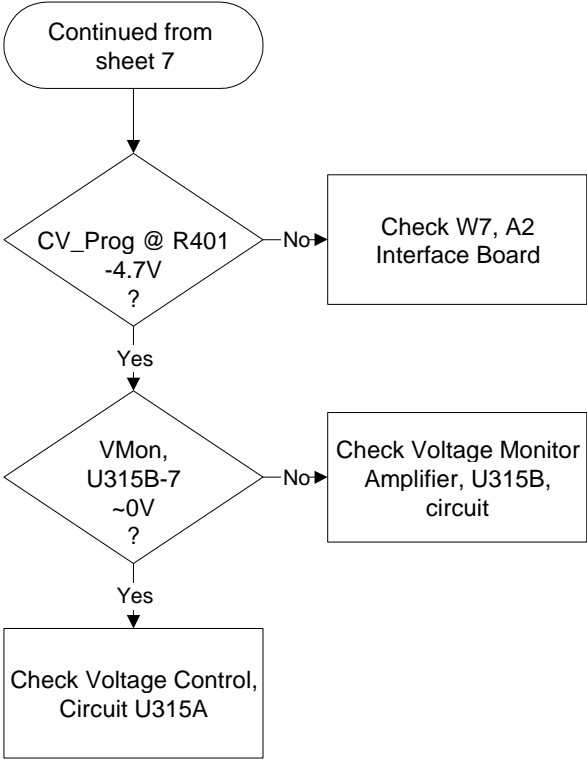 Continued from
sheet 7
CV_Prog @ R401
-4.7V
?
No
Check W7, A2
Interface Board
Yes
VMon,
U315B-7
~0V
?
No
Check Voltage Monitor
Amplifier, U315B,
circuit
Yes
Check Voltage Control,
Circuit U315A